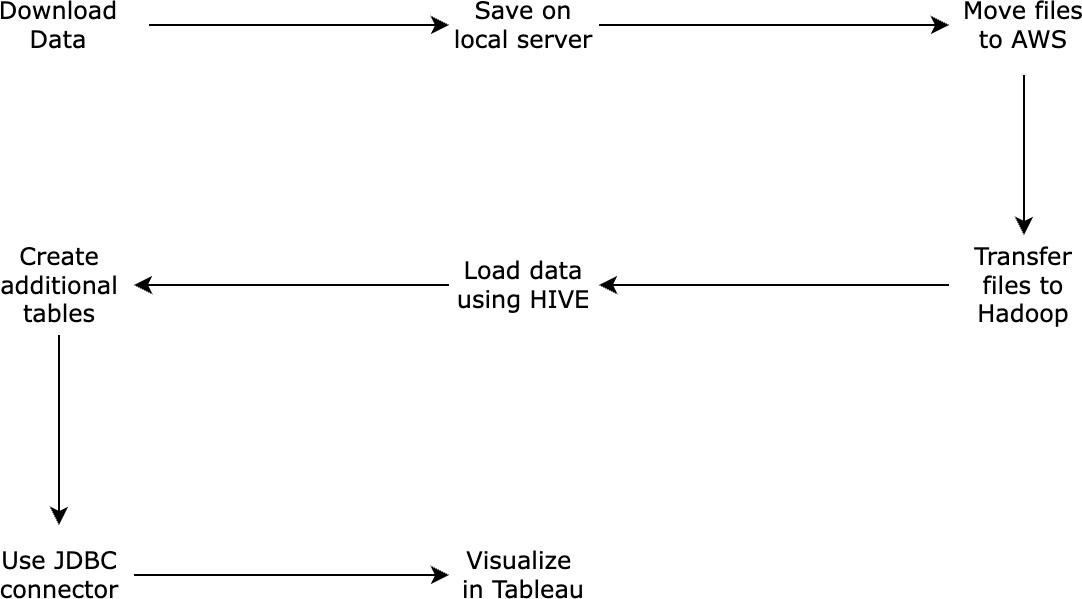 Download
Data
Save on
local server
Move files
to AWS
Transfer
files to
Hadoop
Load data
using HIVE
Create
additional
tables
Use JDBC
connector
Visualize
in Tableau